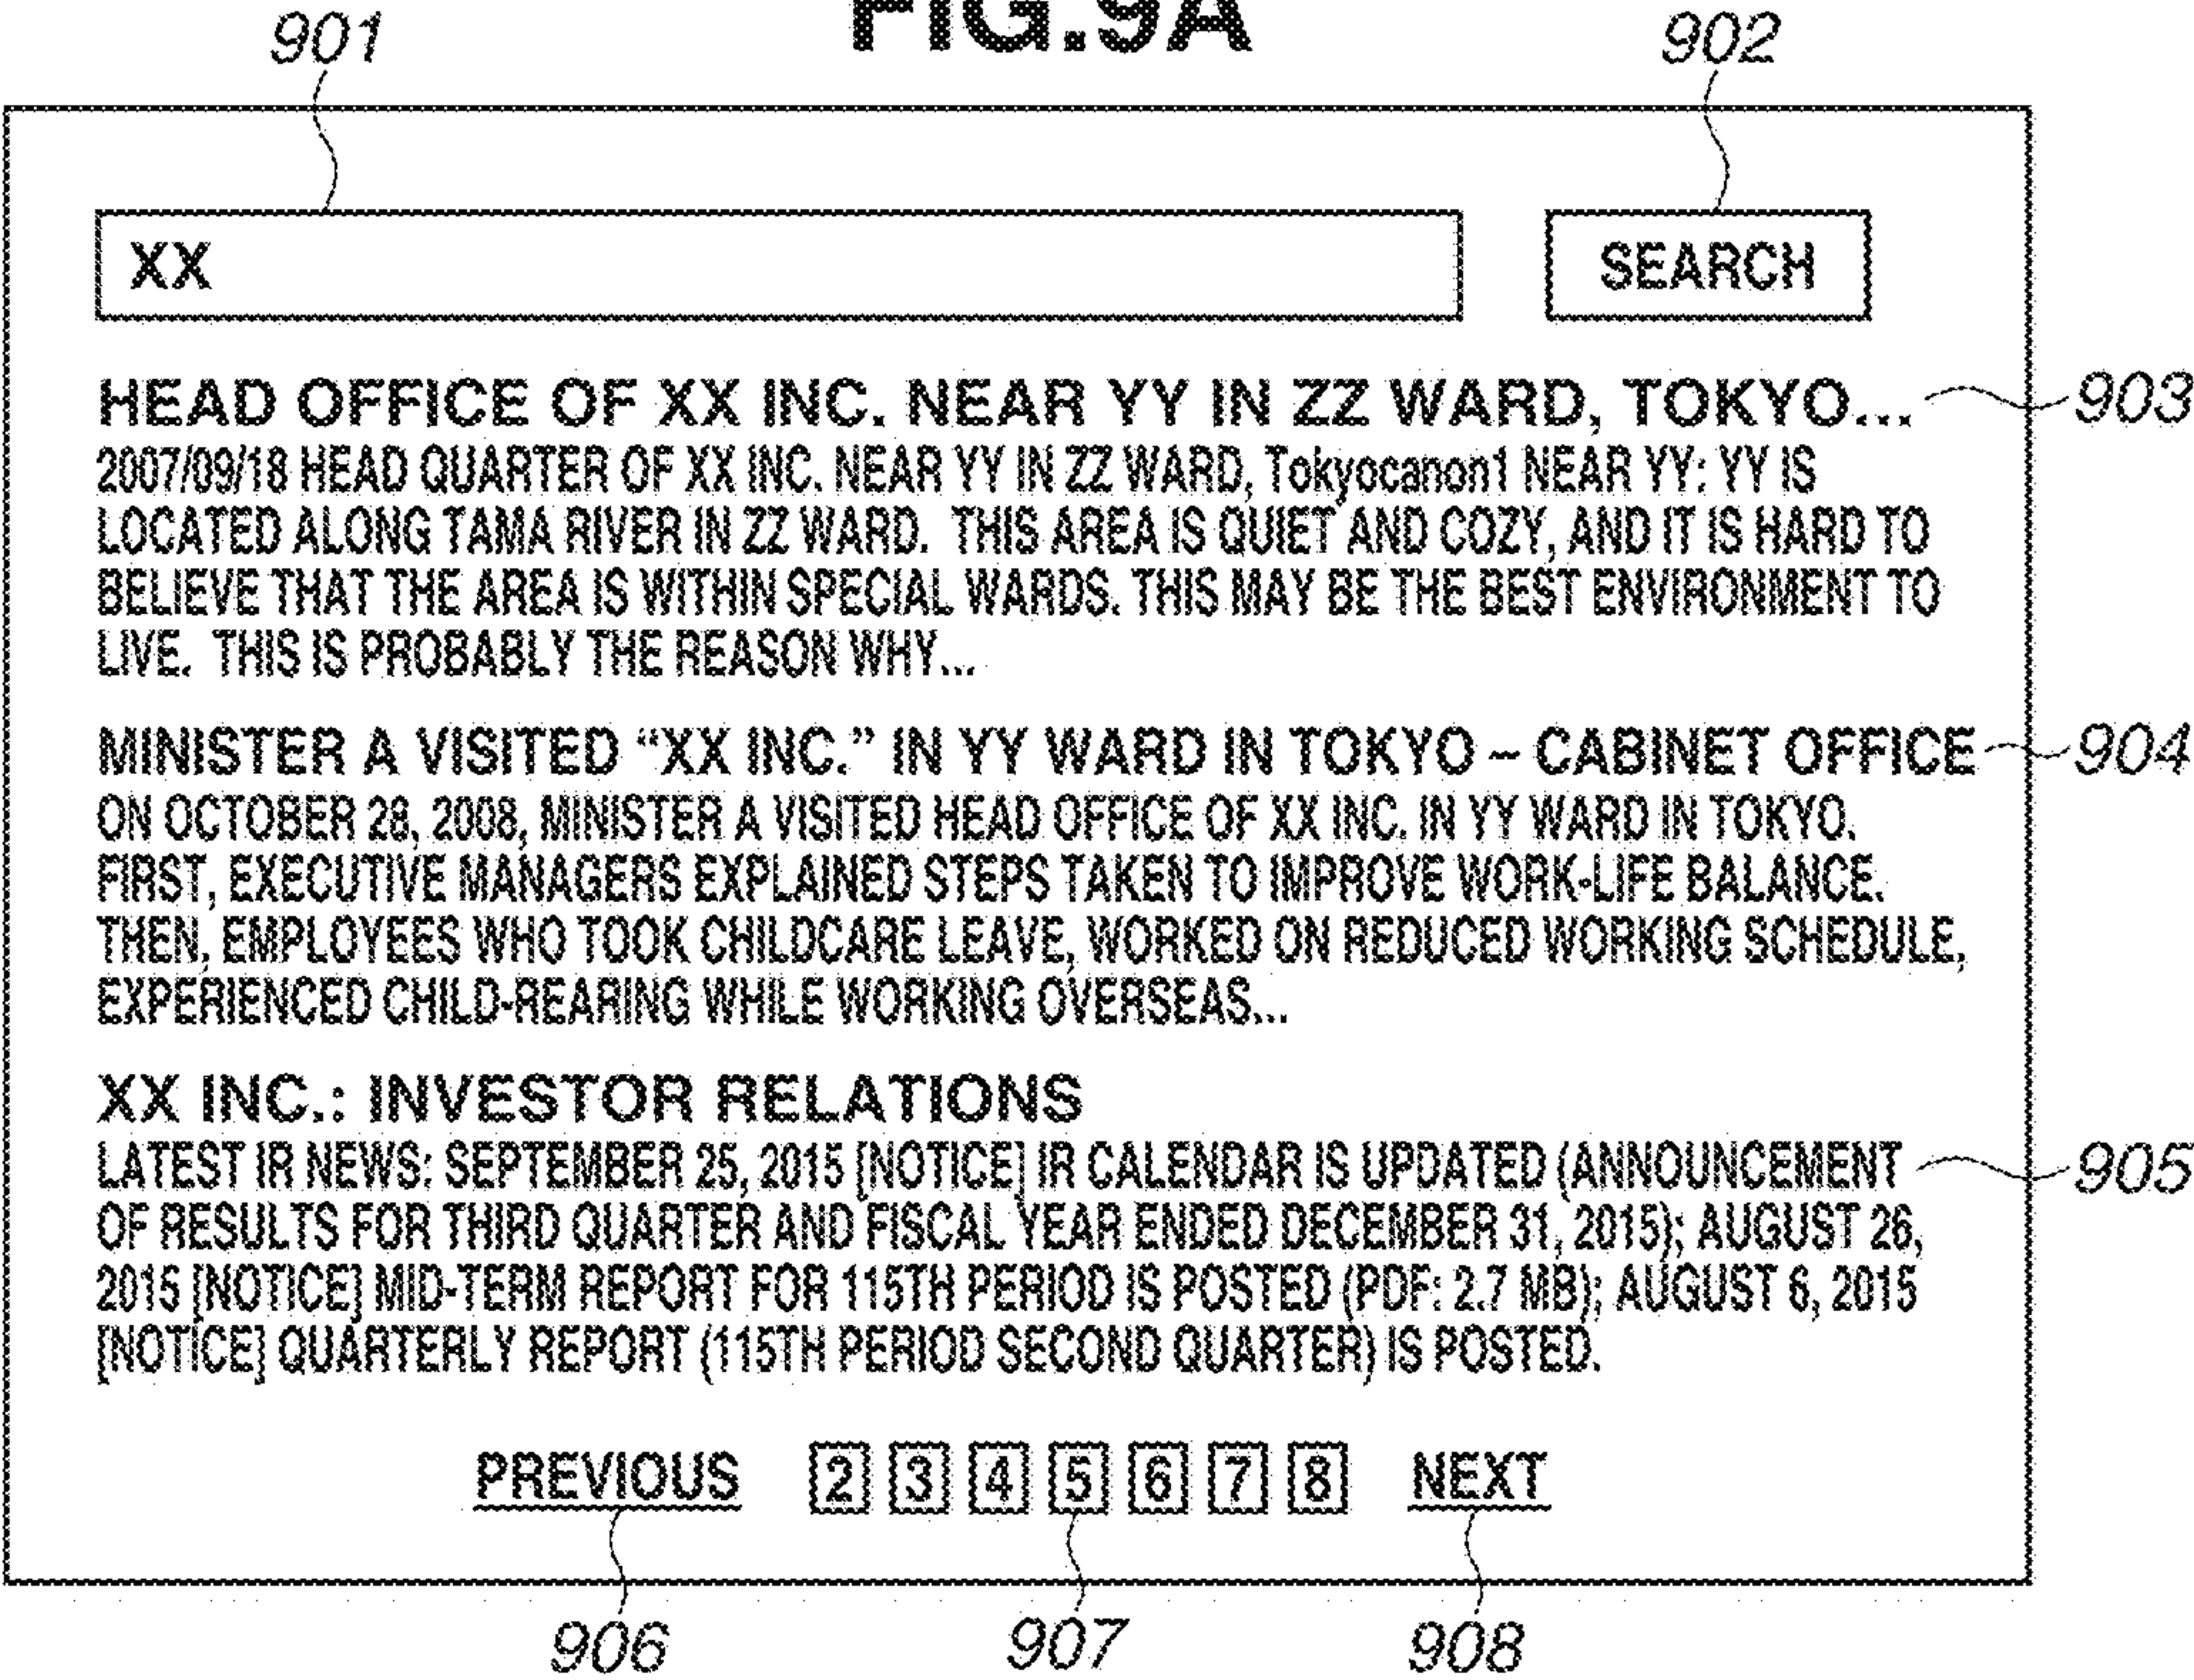 FIG.9A
901
902
XX
SEARCH
HEAD OFFICE OF XX INC. NEAR YY IN ZZ WARD, TOKYO...
903
2007/09/18 HEAD QUARTER OF XX INC. NEAR YY IN ZZ WARD, Tokyocanon1 NEAR YY: YY IS
LOCATED ALONG TAMA RIVER IN ZZ WARD. THIS AREA IS QUIET AND COZY, AND IT IS HARD TO
BELIEVE THAT THE AREA IS WITHIN SPECIAL WARDS. THIS MAY BE THE BEST ENVIRONMENT TO
LIVE. THIS IS PROBABLY THE REASON WHY...
MINISTER A VISITED “XX INC.” IN YY WARD IN TOKYO – CABINET OFFICE
904
ON OCTOBER 28, 2008, MINISTER A VISITED HEAD OFFICE OF XX INC. IN YY WARD IN TOKYO.
FIRST, EXECUTIVE MANAGERS EXPLAINED STEPS TAKEN TO IMPROVE WORK-LIFE BALANCE.
THEN, EMPLOYEES WHO TOOK CHILDCARE LEAVE, WORKED ON REDUCED WORKING SCHEDULE,
EXPERIENCED CHILD-REARING WHILE WORKING OVERSEAS...
XX INC.: INVESTOR RELATIONS
LATEST IR NEWS: SEPTEMBER 25, 2015 [NOTICE] IR CALENDAR IS UPDATED (ANNOUNCEMENT
905
OF RESULTS FOR THIRD QUARTER AND FISCAL YEAR ENDED DECEMBER 31, 2015); AUGUST 26,
2015 [NOTICE] MID-TERM REPORT FOR 115TH PERIOD IS POSTED (PDF: 2.7 MB); AUGUST 6, 2015
[NOTICE] QUARTERLY REPORT (115TH PERIOD SECOND QUARTER) IS POSTED.
PREVIOUS 2 3 4 5 6 7 8 NEXT
906
907
908